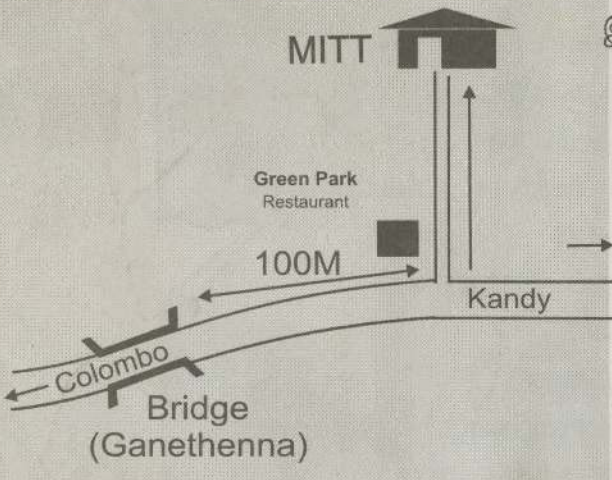 MITT
Green Park
Restaurant
100M
Kandy
Colombo
Bridge
(Ganethenna)